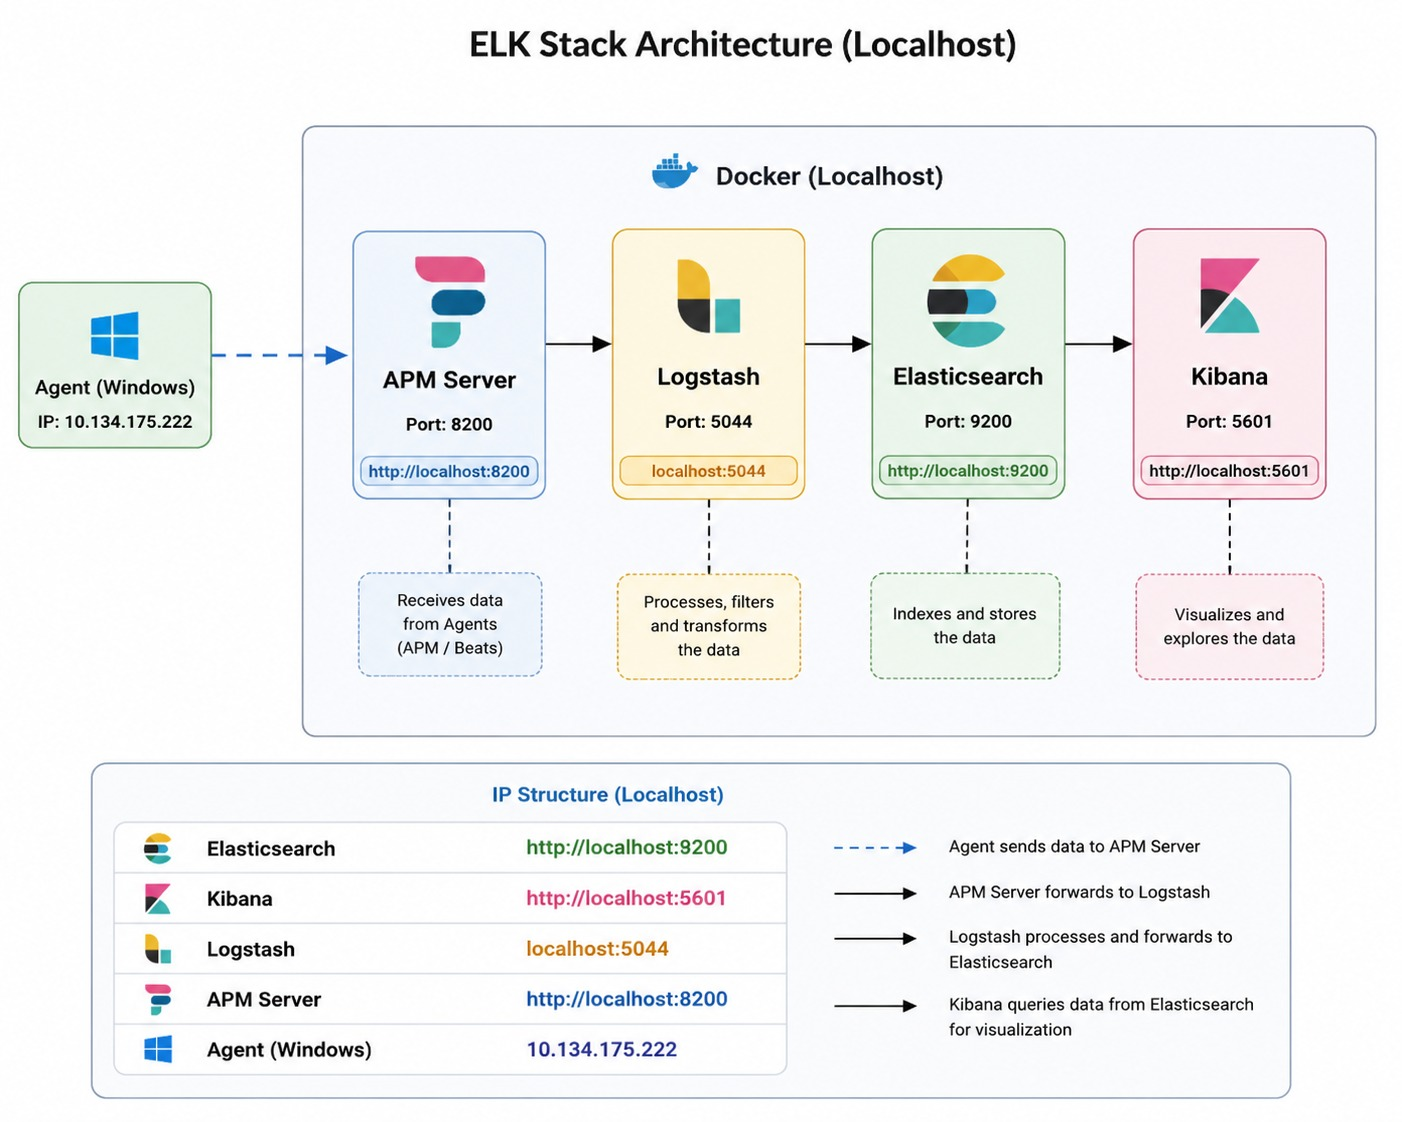 ELK Stack Architecture (Localhost)
Docker (Localhost)
Agent (Windows)
IP: 10.134.175.222
APM Server
Port: 8200
http://localhost:8200
Logstash
Port: 5044
localhost:5044
Elasticsearch
Port: 9200
http://localhost:9200
Kibana
Port: 5601
http://localhost:5601
Receives data
from Agents
(APM / Beats)
Processes, filters
and transforms
the data
Indexes and stores
the data
Visualizes and
explores the data
IP Structure (Localhost)
Elasticsearch http://localhost:9200
Kibana http://localhost:5601
Logstash localhost:5044
APM Server http://localhost:8200
Agent (Windows) 10.134.175.222
Agent sends data to APM Server
APM Server forwards to Logstash
Logstash processes and forwards to
Elasticsearch
Kibana queries data from Elasticsearch
for visualization